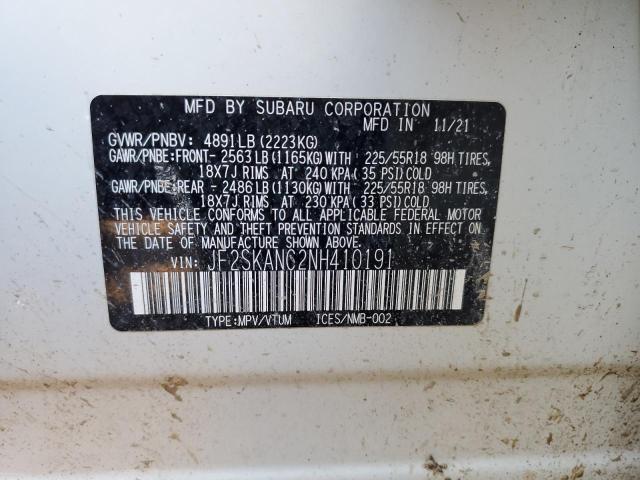 MFD BY SUBARU CORPORATION
MFD IN 11/21
GVWR/PNBV: 4891LB (2223KG)
GAWR/PNBE:FRONT- 2563LB(1165KG)WITH 225/55R18 98H TIRES,
18X7J RIMS AT 240 KPA(35 PSI)COLD
GAWR/PNBE:REAR - 2486LB(1130KG)WITH 225/55R18 98H TIRES,
18X7J RIMS AT 230 KPA(33 PSI)COLD
THIS VEHICLE CONFORMS TO ALL APPLICABLE FEDERAL MOTOR
VEHICLE SAFETY AND THEFT PREVENTION STANDARDS IN EFFECT ON
THE DATE OF MANUFACTURE SHOWN ABOVE.
VIN: JF2SKANC2NH410191
TYPE:MPV/VTUM ICES/NMB-002